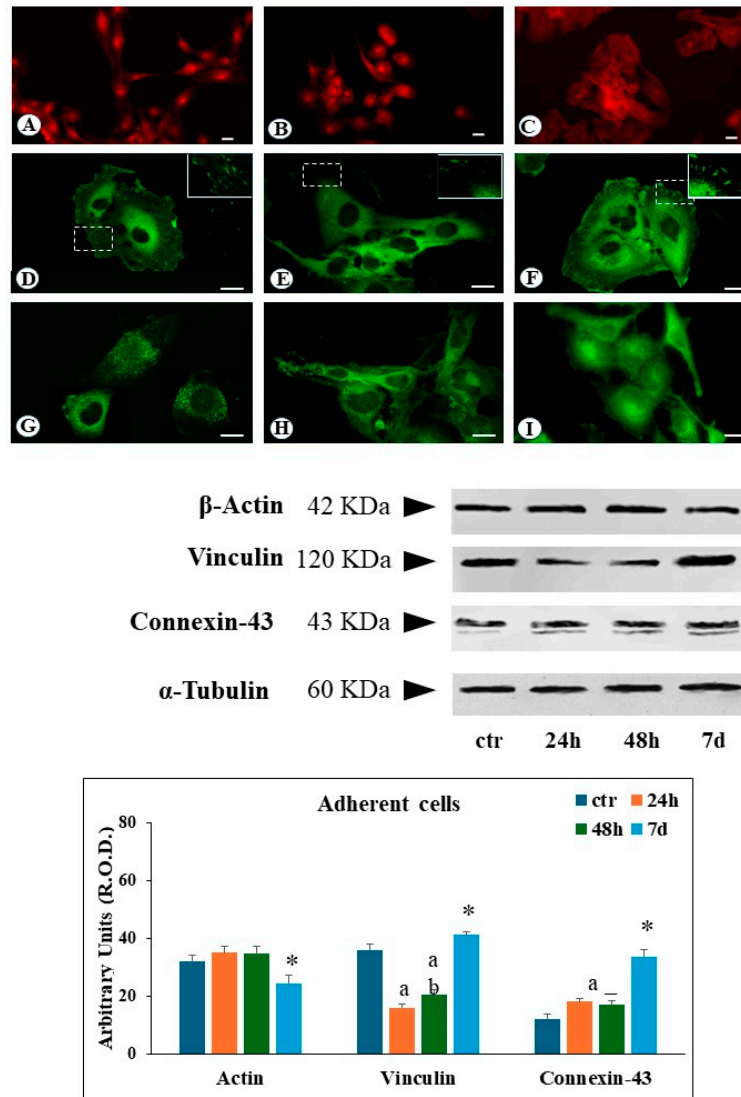 A B C
D E F
G H I
β-Actin 42 KDa
Vinculin 120 KDa
Connexin-43 43 KDa
α-Tubulin 60 KDa
ctr 24h 48h 7d
Adherent cells
ctr 24h
48h 7d
Arbitrary Units (R.O.D.)
80
60
40
20
0
*
a
a
b
*
a
*
Actin Vinculin Connexin-43